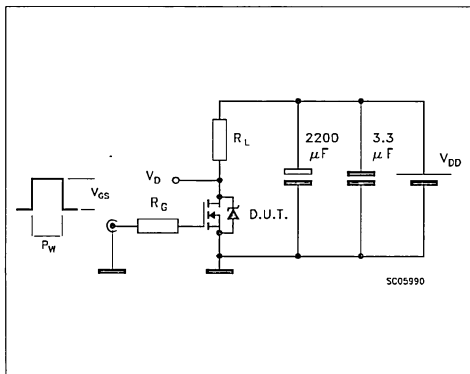 R_L
2200 µF
3.3 µF
V_DD
V_D
V_GS
R_G
D.U.T.
P_W
SC05990